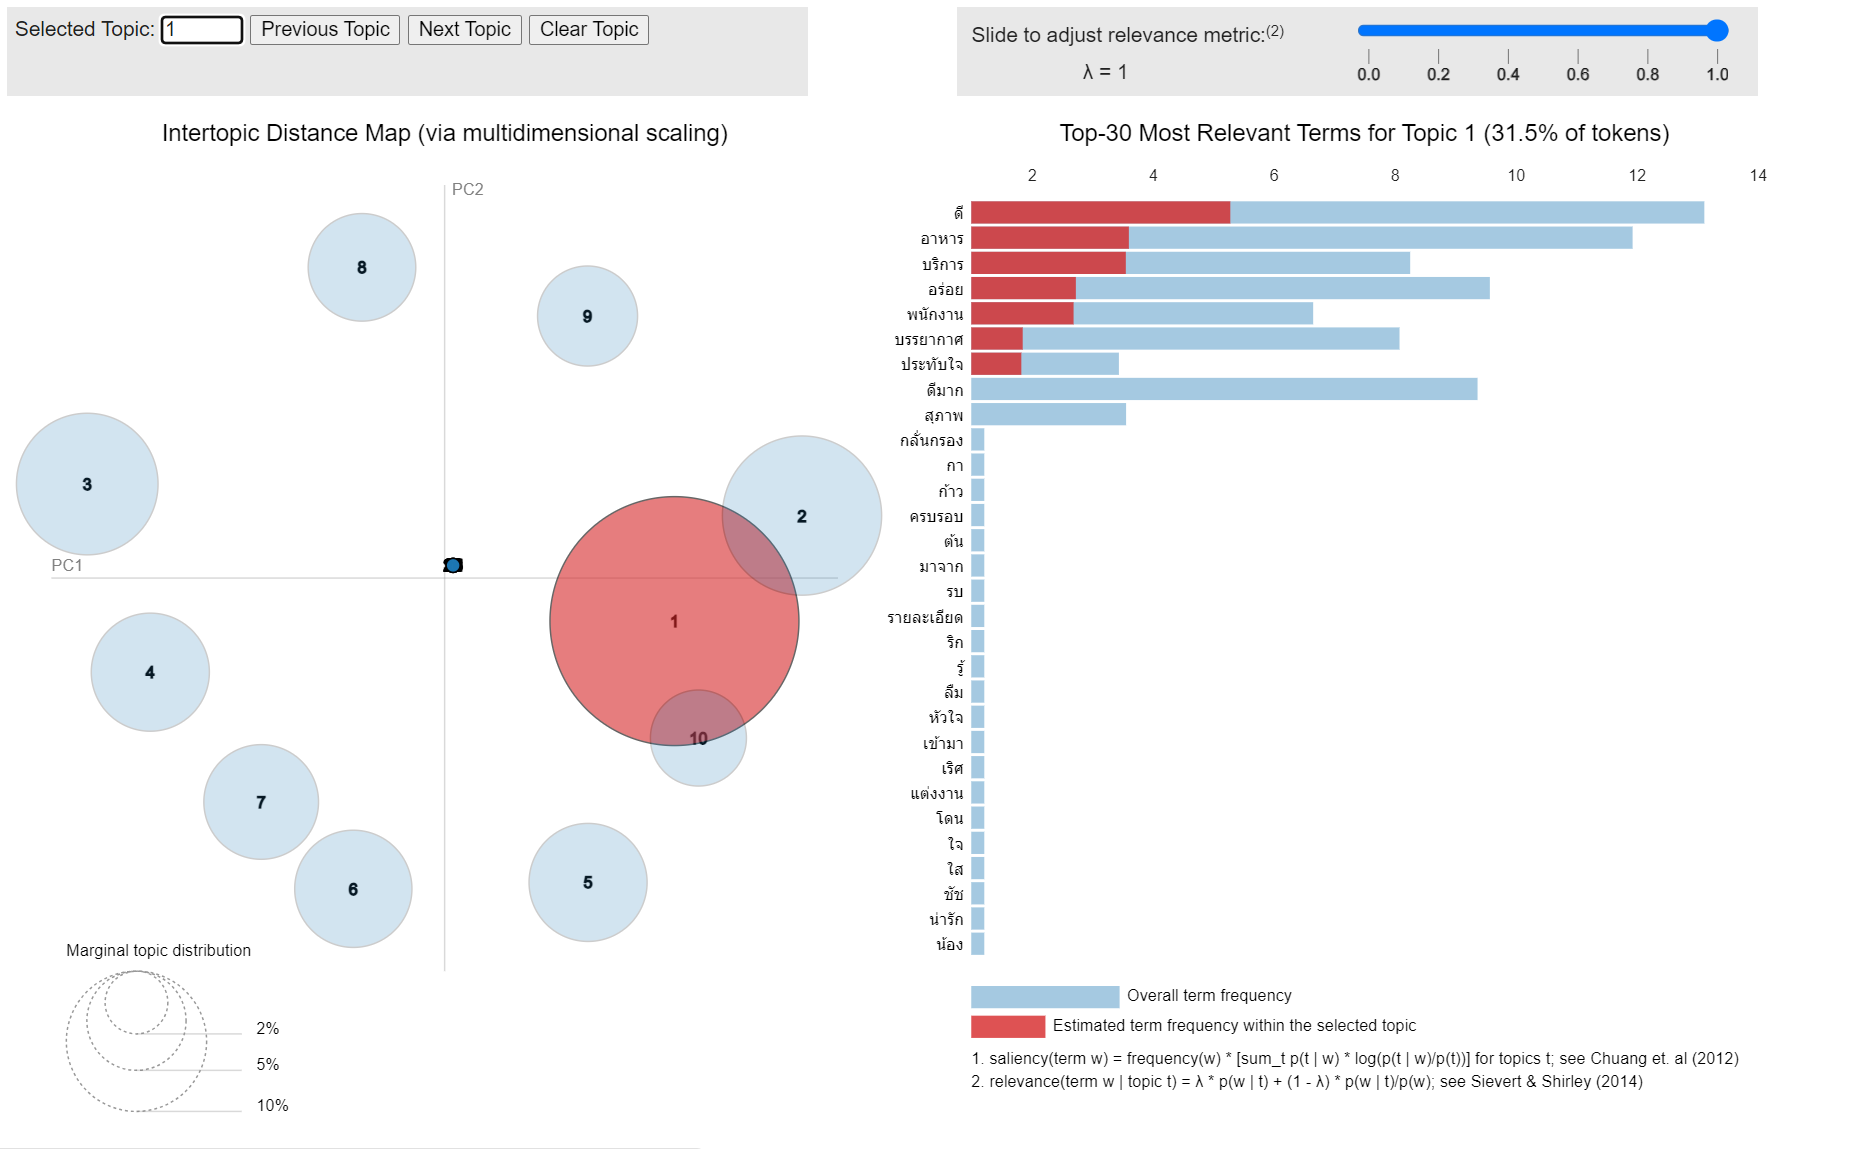 Selected Topic: 1 Previous Topic Next Topic Clear Topic
Slide to adjust relevance metric:(2)
λ = 1
0.0 0.2 0.4 0.6 0.8 1.0
Intertopic Distance Map (via multidimensional scaling)
PC2
PC1
8
9
3
2
1
4
10
7
6
5
Marginal topic distribution
2%
5%
10%
Top-30 Most Relevant Terms for Topic 1 (31.5% of tokens)
2 4 6 8 10 12 14
ดี
อาหาร
บริการ
อร่อย
พนักงาน
บรรยากาศ
ประทับใจ
ดีมาก
สุภาพ
กลั่นกรอง
กา
ก้าว
ครบรอบ
ต้น
มาจาก
รบ
รายละเอียด
ริก
รู้
ลืม
หัวใจ
เข้ามา
เริศ
แต่งงาน
โดน
ใจ
ใส
ชัช
น่ารัก
น้อง
Overall term frequency
Estimated term frequency within the selected topic
1. saliency(term w) = frequency(w) * [sum_t p(t | w) * log(p(t | w)/p(t))] for topics t; see Chuang et. al (2012)
2. relevance(term w | topic t) = λ * p(w | t) + (1 - λ) * p(w | t)/p(w); see Sievert & Shirley (2014)